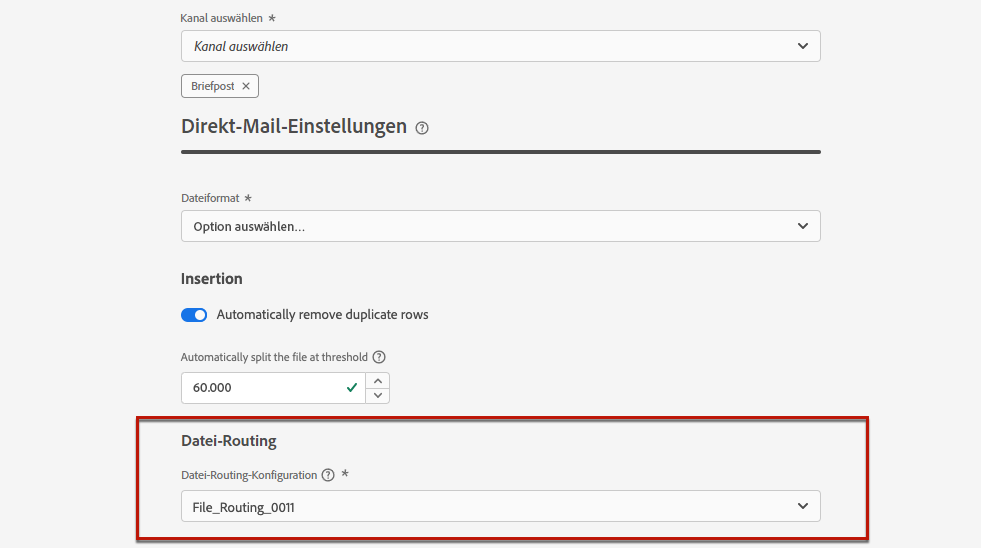 Kanal auswählen *
Kanal auswählen
Briefpost ×
Direkt-Mail-Einstellungen ?
Dateiformat *
Option auswählen...
Insertion
Automatically remove duplicate rows
Automatically split the file at threshold ?
60.000
Datei-Routing
Datei-Routing-Konfiguration ? *
File_Routing_0011